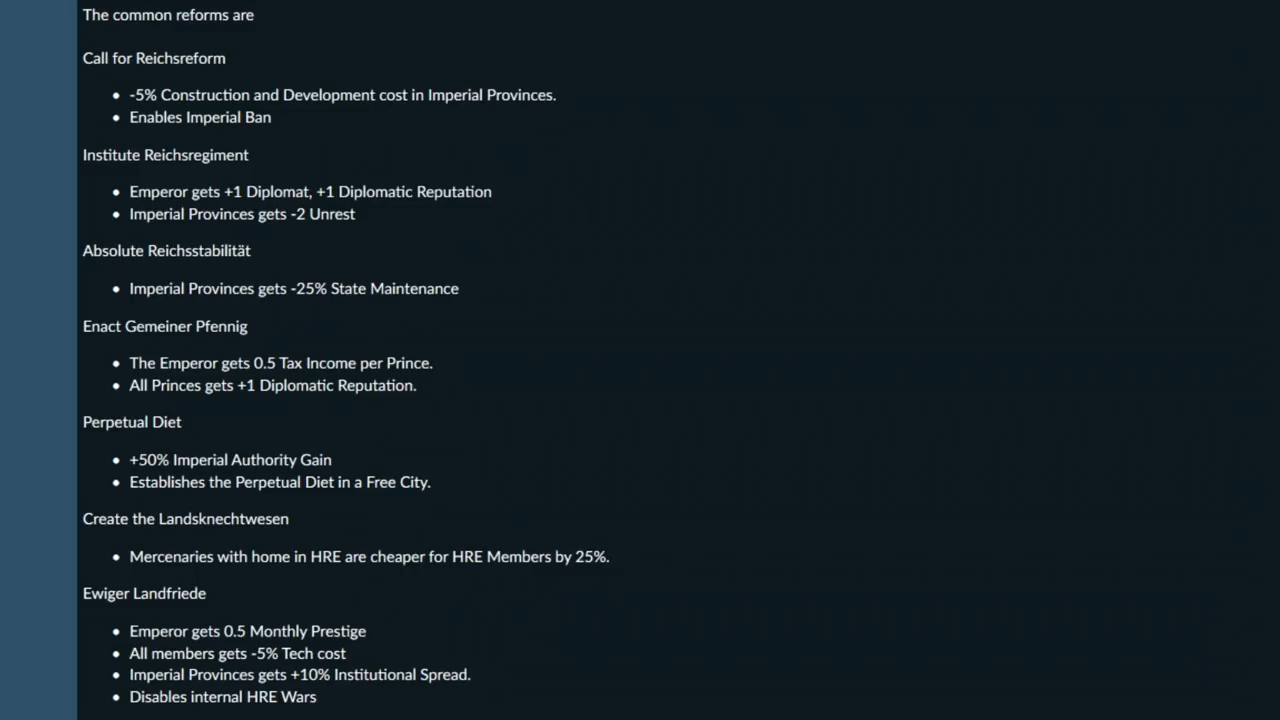 The common reforms are
Call for Reichsreform
-5% Construction and Development cost in Imperial Provinces.
Enables Imperial Ban
Institute Reichsregiment
Emperor gets +1 Diplomat, +1 Diplomatic Reputation
Imperial Provinces gets -2 Unrest
Absolute Reichsstabilität
Imperial Provinces gets -25% State Maintenance
Enact Gemeiner Pfennig
The Emperor gets 0.5 Tax Income per Prince.
All Princes gets +1 Diplomatic Reputation.
Perpetual Diet
+50% Imperial Authority Gain
Establishes the Perpetual Diet in a Free City.
Create the Landsknechtwesen
Mercenaries with home in HRE are cheaper for HRE Members by 25%.
Ewiger Landfriede
Emperor gets 0.5 Monthly Prestige
All members gets -5% Tech cost
Imperial Provinces gets +10% Institutional Spread.
Disables internal HRE Wars